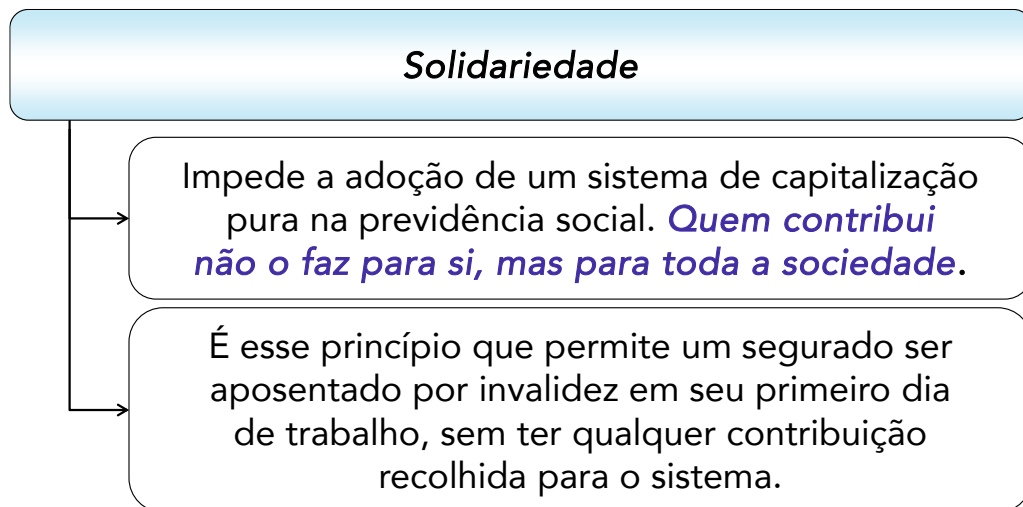 Solidariedade
Impede a adoção de um sistema de capitalização
pura na previdência social. Quem contribui
não o faz para si, mas para toda a sociedade.
É esse princípio que permite um segurado ser
aposentado por invalidez em seu primeiro dia
de trabalho, sem ter qualquer contribuição
recolhida para o sistema.